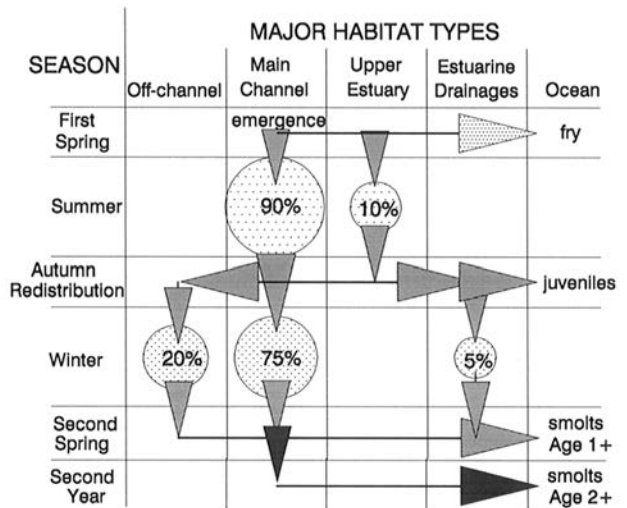 MAJOR HABITAT TYPES
SEASON
Off-channel
Main
Channel
Upper
Estuary
Estuarine
Drainages
Ocean
First
Spring
emergence
fry
Summer
90%
10%
Autumn
Redistribution
juveniles
Winter
20%
75%
5%
Second
Spring
smolts
Age 1+
Second
Year
smolts
Age 2+